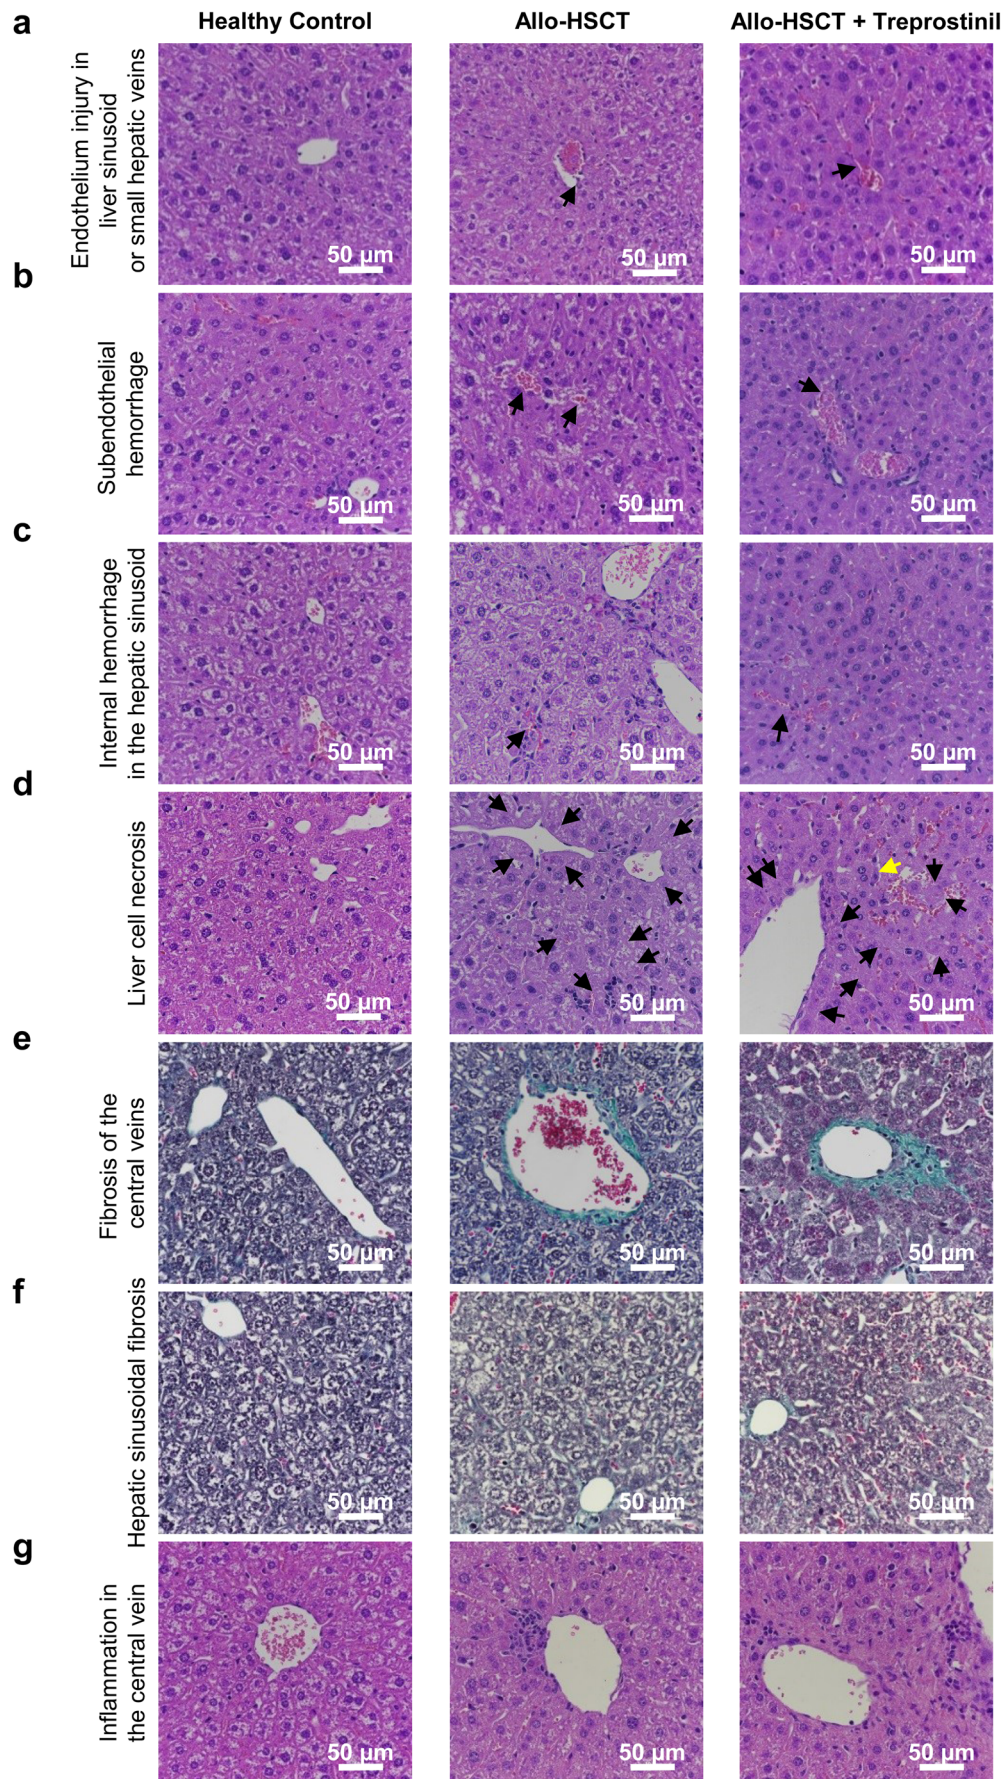 a
Healthy Control
Allo-HSCT
Allo-HSCT + Treprostinil
Endothelium injury in
liver sinusoid
or small hepatic veins
50 µm
50 µm
50 µm
b
Subendothelial
hemorrhage
50 µm
50 µm
50 µm
c
Internal hemorrhage
in the hepatic sinusoid
50 µm
50 µm
50 µm
d
Liver cell necrosis
50 µm
50 µm
50 µm
e
Fibrosis of the
central veins
50 µm
50 µm
50 µm
f
Hepatic sinusoidal fibrosis
50 µm
50 µm
50 µm
g
Inflammation in
the central vein
50 µm
50 µm
50 µm